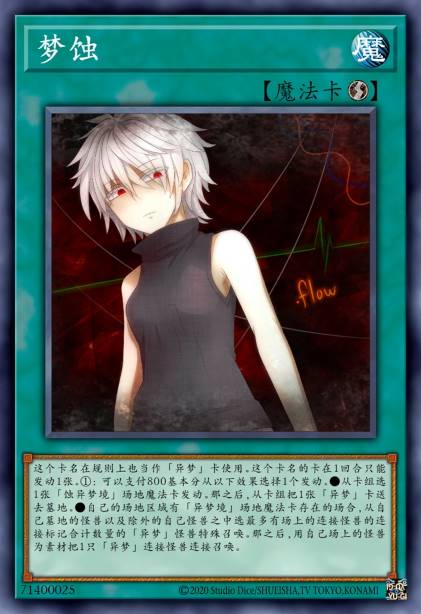 梦蚀
魔
【魔法卡】
flow
这个卡名在规则上也当作「异梦」卡使用。这个卡名的卡在1回合只能
发动1张。①：可以支付800基本分从以下效果选择1个发动。●从卡组选
1张「蚀异梦境」场地魔法卡发动。那之后，从卡组把1张「异梦」卡送
去墓地。●自己的场地区域有「异梦境」场地魔法卡存在的场合，从自
己墓地的怪兽以及除外的自己怪兽之中选最多有场上的连接怪兽的连
接标记合计数量的「异梦」怪兽特殊召唤。那之后，用自己场上的怪兽
为素材把1只「异梦」连接怪兽连接召唤。
71400025
©2020 Studio Dice/SHUEISHA,TV TOKYO,KONAMI